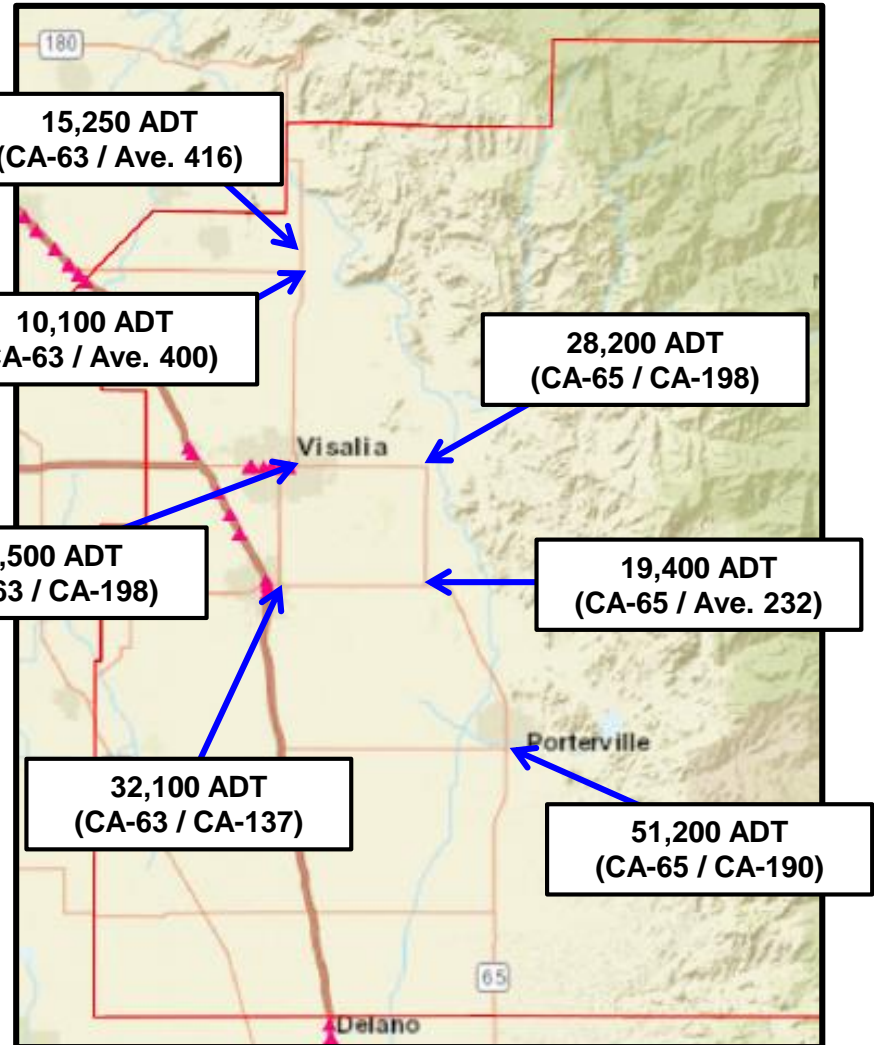 180
15,250 ADT
(CA-63 / Ave. 416)
10,100 ADT
CA-63 / Ave. 400)
28,200 ADT
(CA-65 / CA-198)
Visalia
,500 ADT
63 / CA-198)
19,400 ADT
(CA-65 / Ave. 232)
Porterville
32,100 ADT
(CA-63 / CA-137)
51,200 ADT
(CA-65 / CA-190)
65
Delano